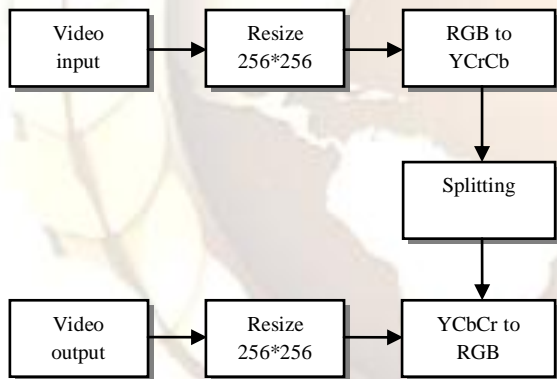 Video
input
Resize
256*256
RGB to
YCrCb
Splitting
Video
output
Resize
256*256
YCbCr to
RGB